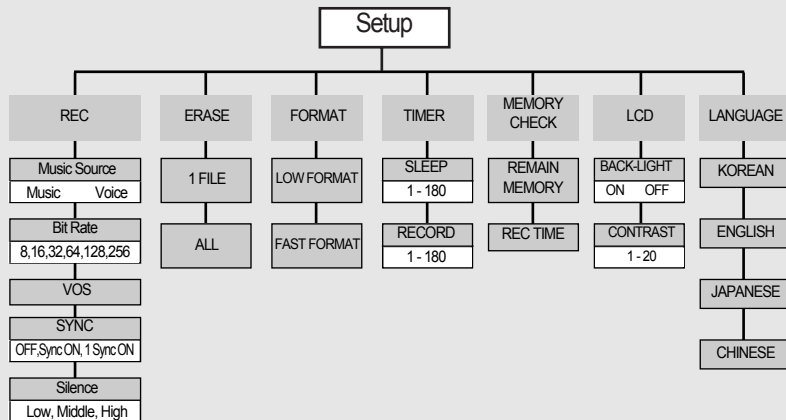 Setup
REC
Music Source
Music Voice
Bit Rate
8,16,32,64,128,256
VOS
SYNC
OFF,Sync ON, 1 Sync ON
Silence
Low, Middle, High
ERASE
1 FILE
ALL
FORMAT
LOW FORMAT
FAST FORMAT
TIMER
SLEEP
1 - 180
RECORD
1 - 180
MEMORY
CHECK
REMAIN
MEMORY
REC TIME
LCD
BACK-LIGHT
ON OFF
CONTRAST
1 - 20
LANGUAGE
KOREAN
ENGLISH
JAPANESE
CHINESE